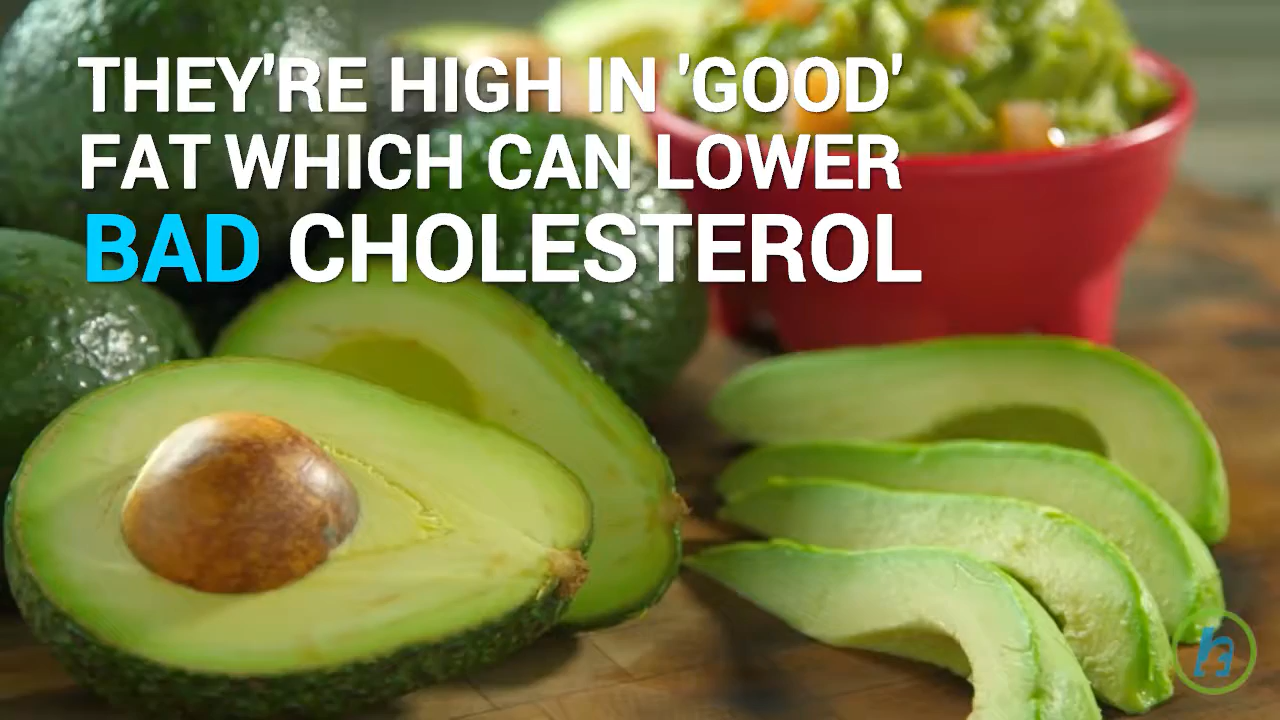 THEY'RE HIGH IN 'GOOD'
FAT WHICH CAN LOWER
BAD CHOLESTEROL